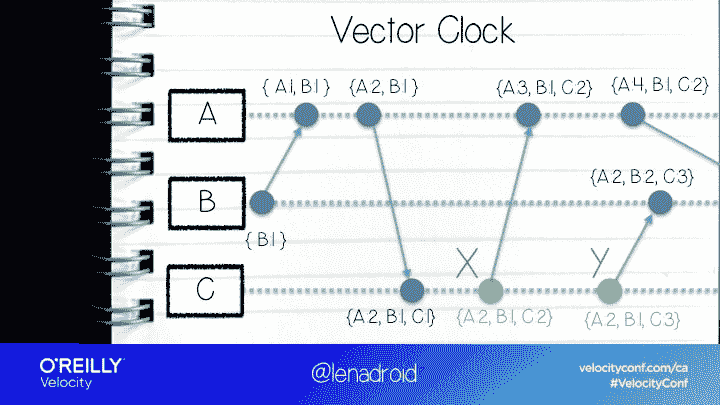 Vector Clock
{A1, B1} {A2, B1} {A3, B1, C2} {A4, B1, C2}
A
{A2, B2, C3}
B
{B1}
X Y
C
{A2, B1, C1} {A2, B1, C2} {A2, B1, C3}
O'REILLY
Velocity
@lenadroid
velocityconf.com/ca
#VelocityConf